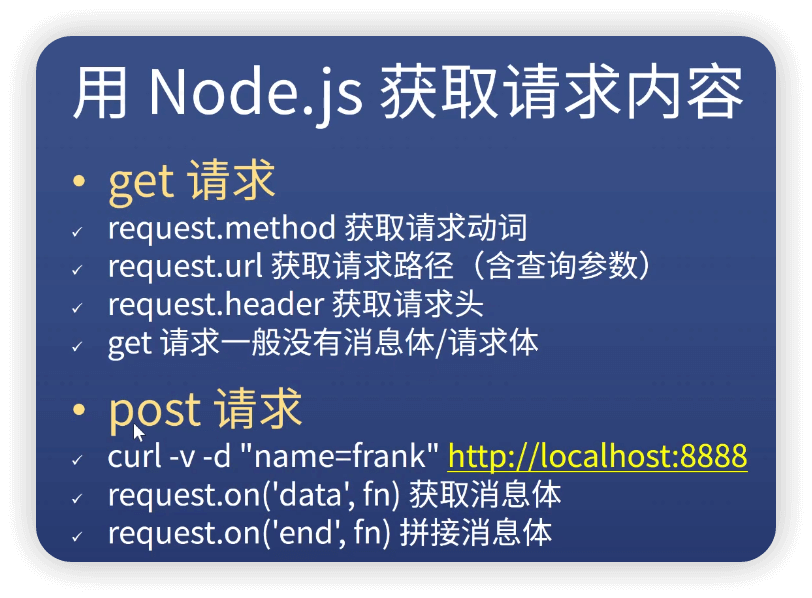 用 Node.js 获取请求内容
• get 请求
✓ request.method 获取请求动词
✓ request.url 获取请求路径（含查询参数）
✓ request.header 获取请求头
✓ get 请求一般没有消息体/请求体
• post 请求
✓ curl -v -d "name=frank" http://localhost:8888
✓ request.on('data', fn) 获取消息体
✓ request.on('end', fn) 拼接消息体